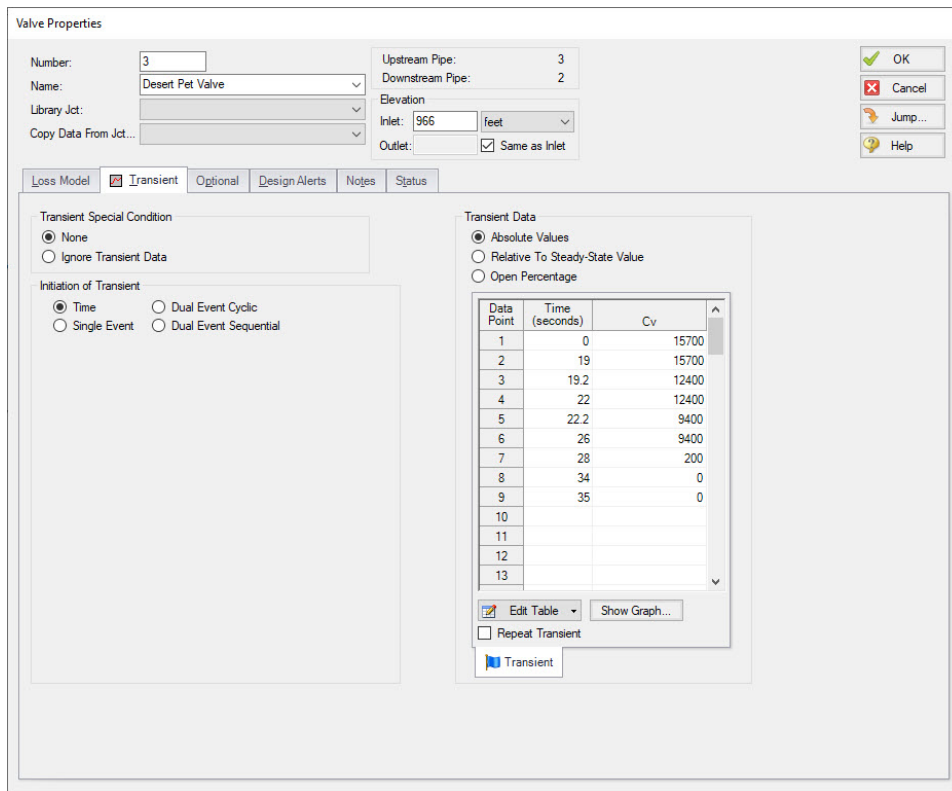 Valve Properties
Number: 3
Name: Desert Pet Valve
Library Jct:
Copy Data From Jct...
Upstream Pipe: 3
Downstream Pipe: 2
Elevation
Inlet: 966 feet
Outlet: Same as Inlet
OK
Cancel
Jump...
Help
Loss Model Transient Optional Design Alerts Notes Status
Transient Special Condition
None
Ignore Transient Data
Initiation of Transient
Time Dual Event Cyclic
Single Event Dual Event Sequential
Transient Data
Absolute Values
Relative To Steady-State Value
Open Percentage
Data Point Time (seconds) Cv
1 0 15700
2 19 15700
3 19.2 12400
4 22 12400
5 22.2 9400
6 26 9400
7 28 200
8 34 0
9 35 0
10
11
12
13
Edit Table Show Graph...
Repeat Transient
Transient